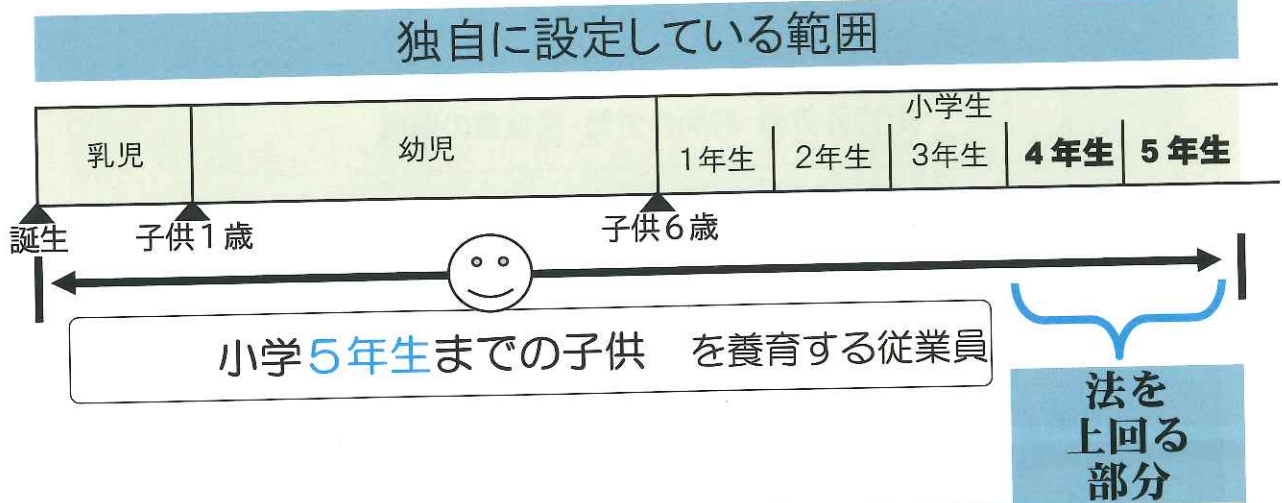 独自に設定している範囲
小学生
乳児 幼児 1年生 2年生 3年生 4年生 5年生
誕生 子供1歳 子供6歳
小学5年生までの子供 を養育する従業員
法を
上回る
部分